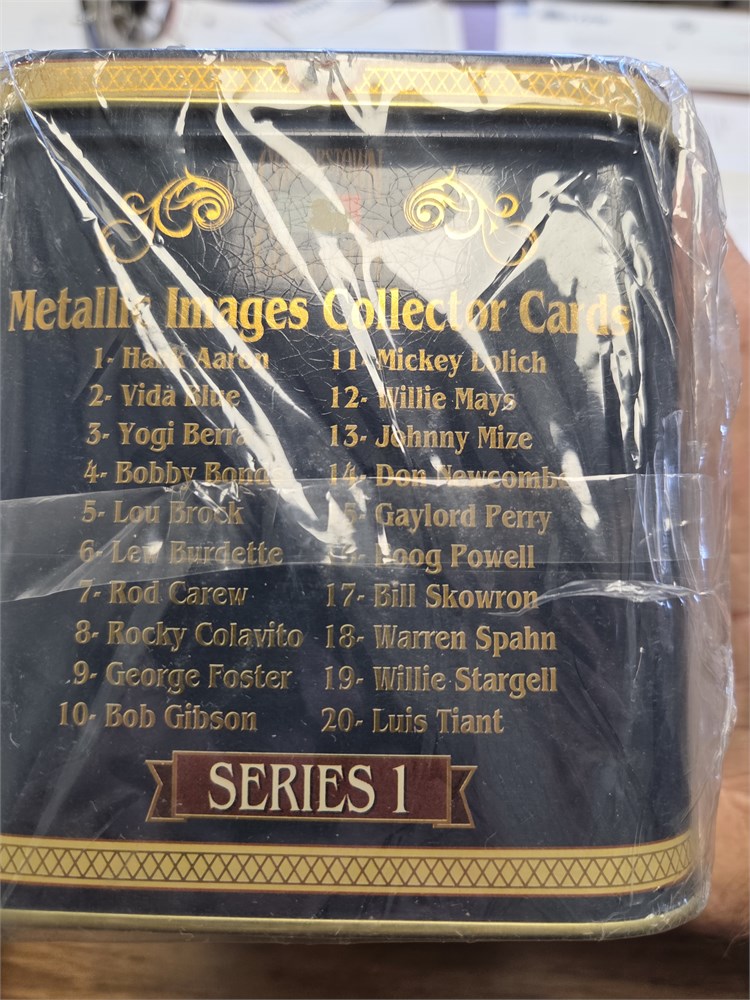 Metallic Images Collector Cards
1- Hank Aaron
2- Vida Blue
3- Yogi Berra
4- Bobby Bonds
5- Lou Brock
6- Lew Burdette
7- Rod Carew
8- Rocky Colavito
9- George Foster
10- Bob Gibson
11- Mickey Lolich
12- Willie Mays
13- Johnny Mize
14- Don Newcombe
15- Gaylord Perry
16- Boog Powell
17- Bill Skowron
18- Warren Spahn
19- Willie Stargell
20- Luis Tiant
SERIES 1